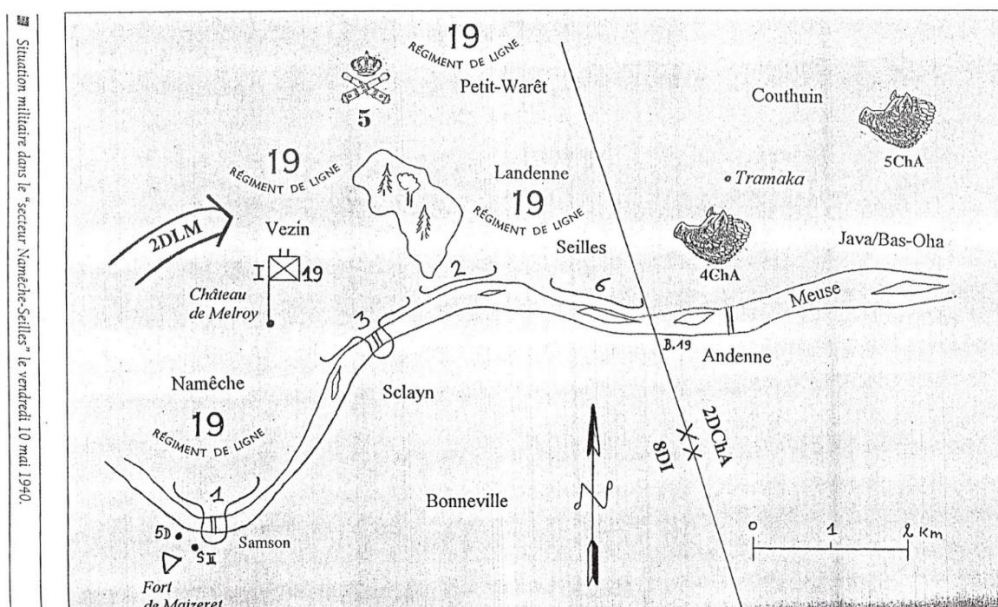 Situation militaire dans le "secteur Namêche-Seilles" le vendredi 10 mai 1940.
19
RÉGIMENT DE LIGNE
5
Petit-Warêt
Couthuin
5ChA
19
RÉGIMENT DE LIGNE
Landenne
19
RÉGIMENT DE LIGNE
Tramaka
4ChA
2DLM
Vezin
Seilles
Java/Bas-Oha
I
19
Château
de Melroy
2
6
Meuse
3
B.19
Andenne
Namêche
Sclayn
19
RÉGIMENT DE LIGNE
2DChA
8DI
1
Bonneville
N
0 1 2 Km
5D
SII
Samson
Fort
de Maizeret